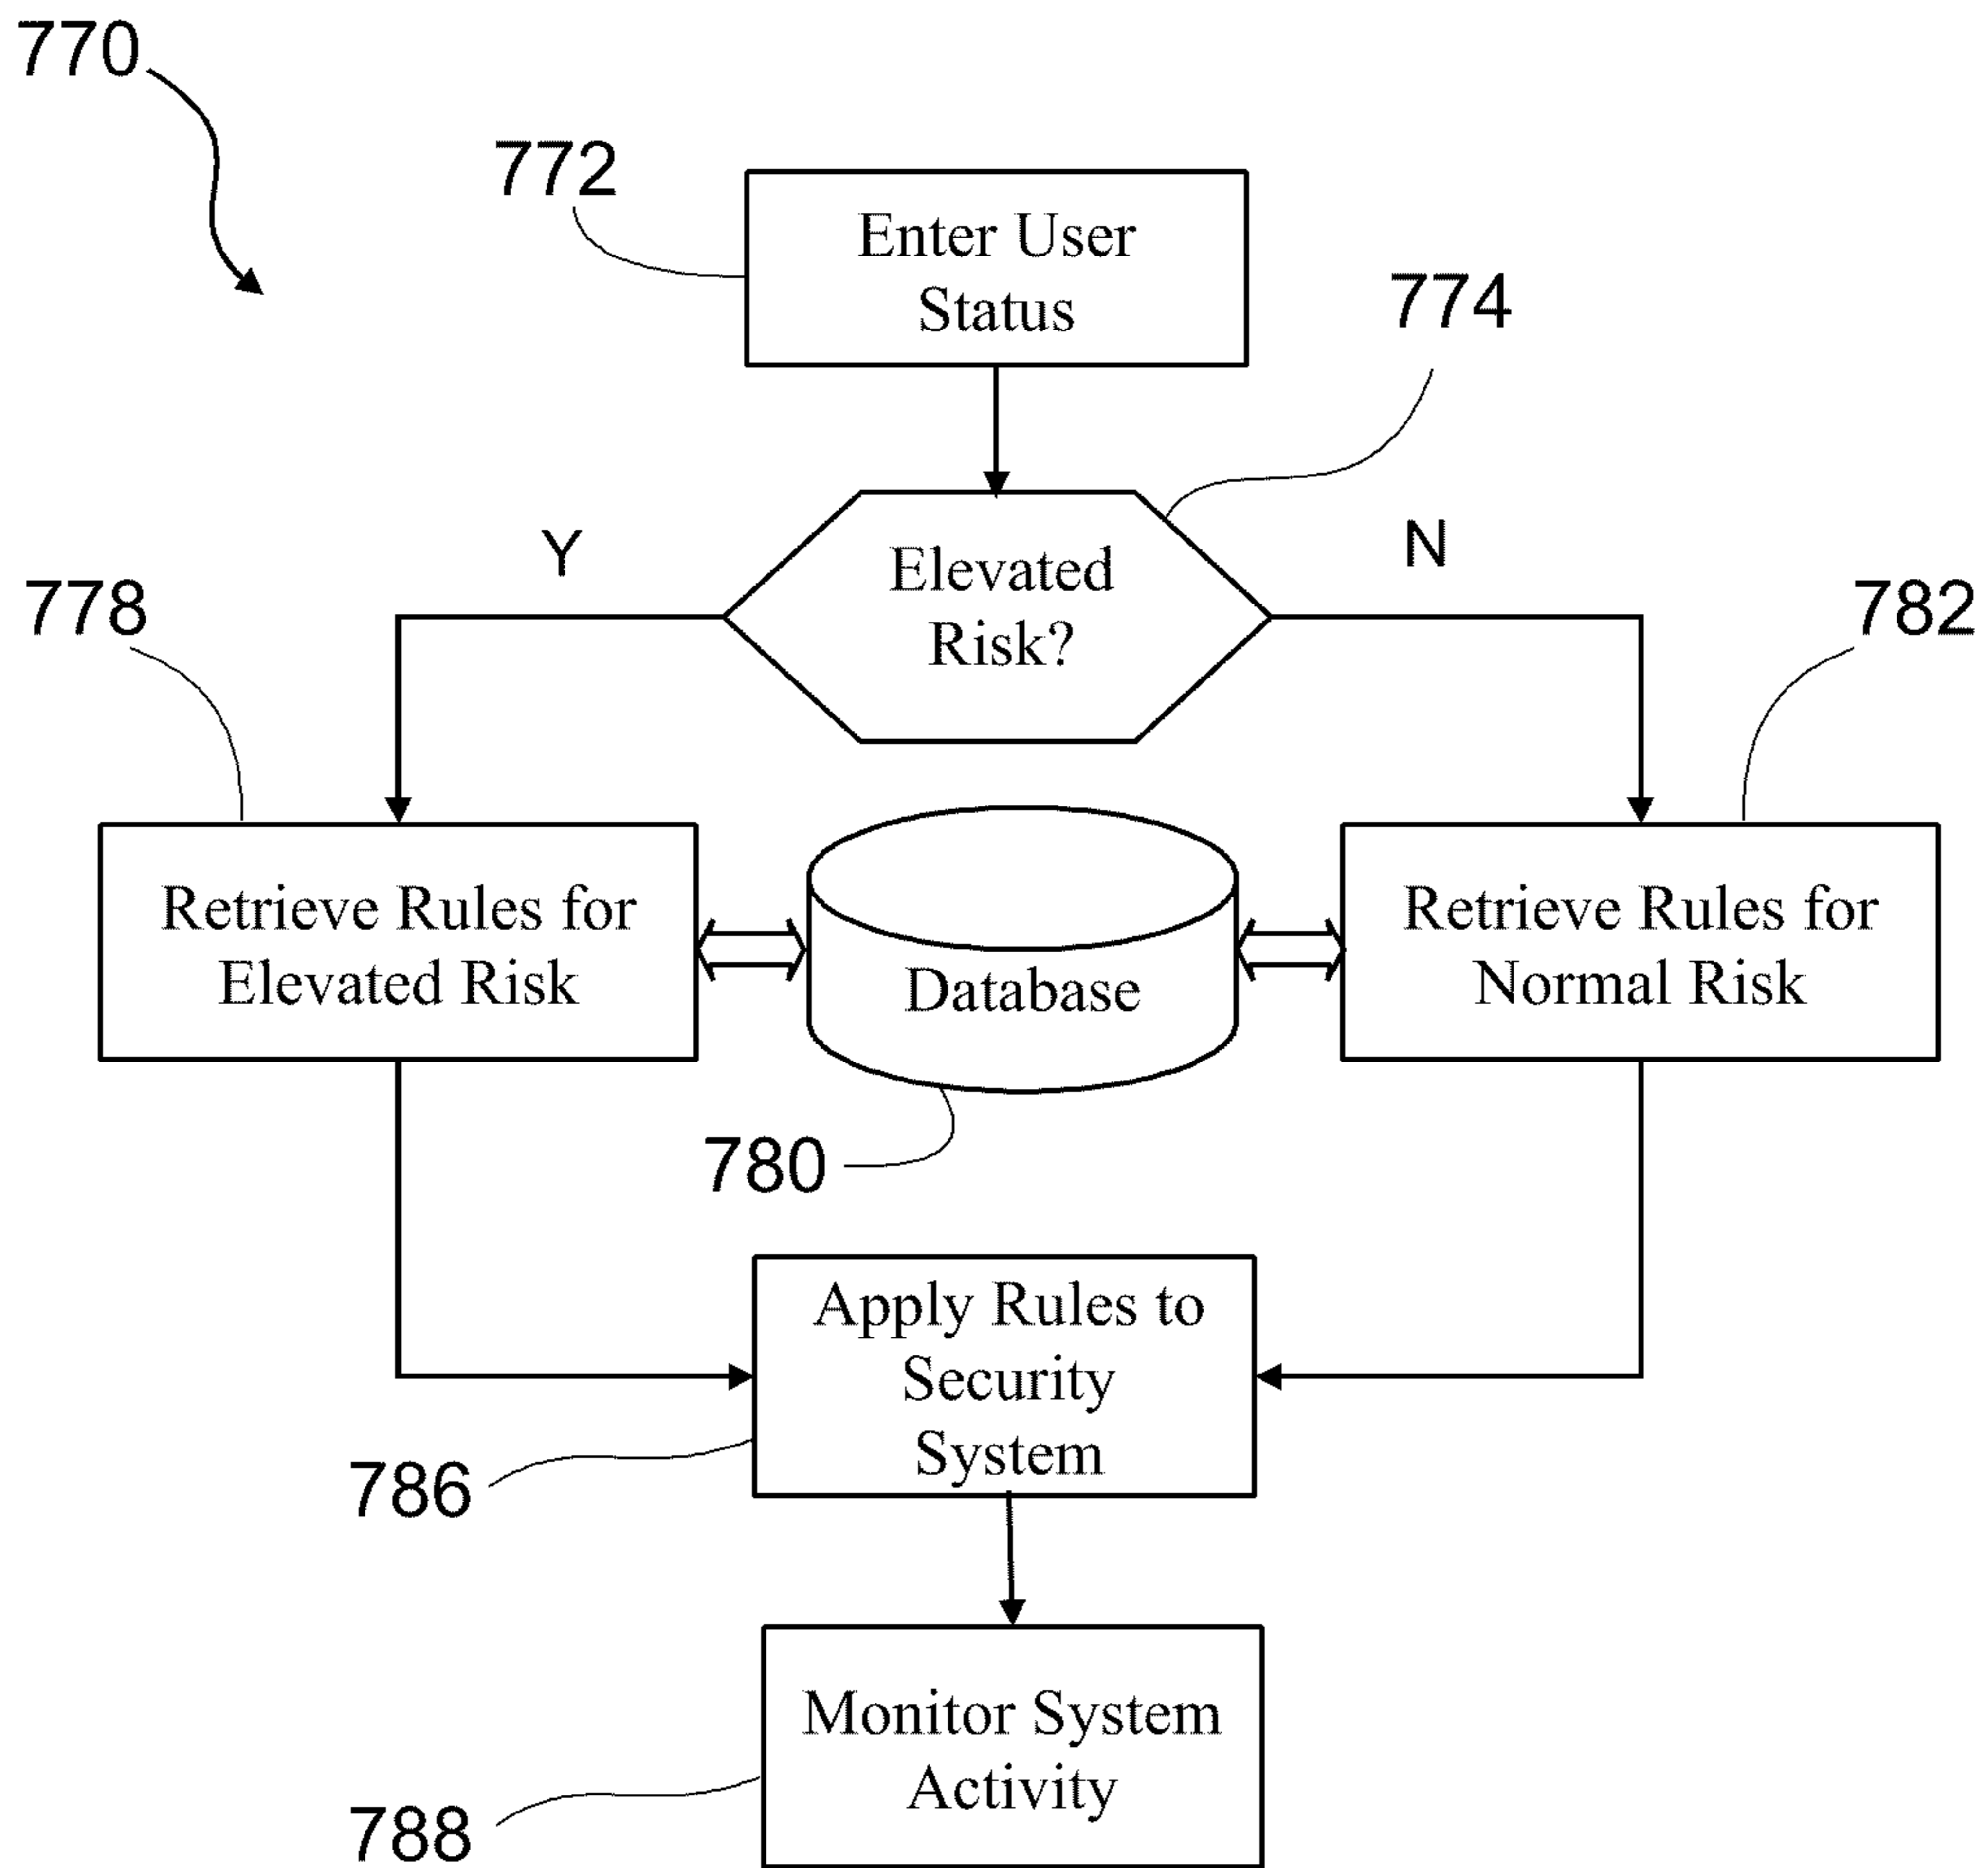 770
772
Enter User
Status
774
Y
Elevated
Risk?
N
778
782
Retrieve Rules for
Elevated Risk
Database
Retrieve Rules for
Normal Risk
780
Apply Rules to
Security
System
786
Monitor System
Activity
788